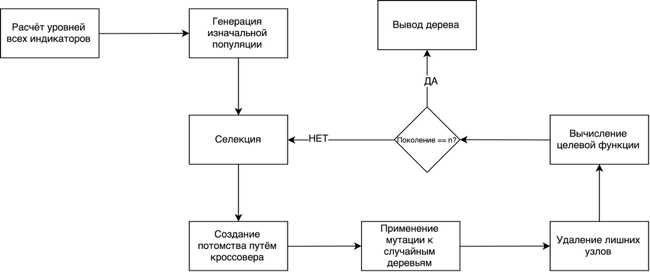 Расчёт уровней
всех индикаторов
Генерация
изначальной
популяции
Вывод дерева
ДА
Селекция
НЕТ
Поколение == n?
Вычисление
целевой функции
Создание
потомства путём
кроссовера
Применение
мутации к
случайным
деревьям
Удаление лишних
узлов